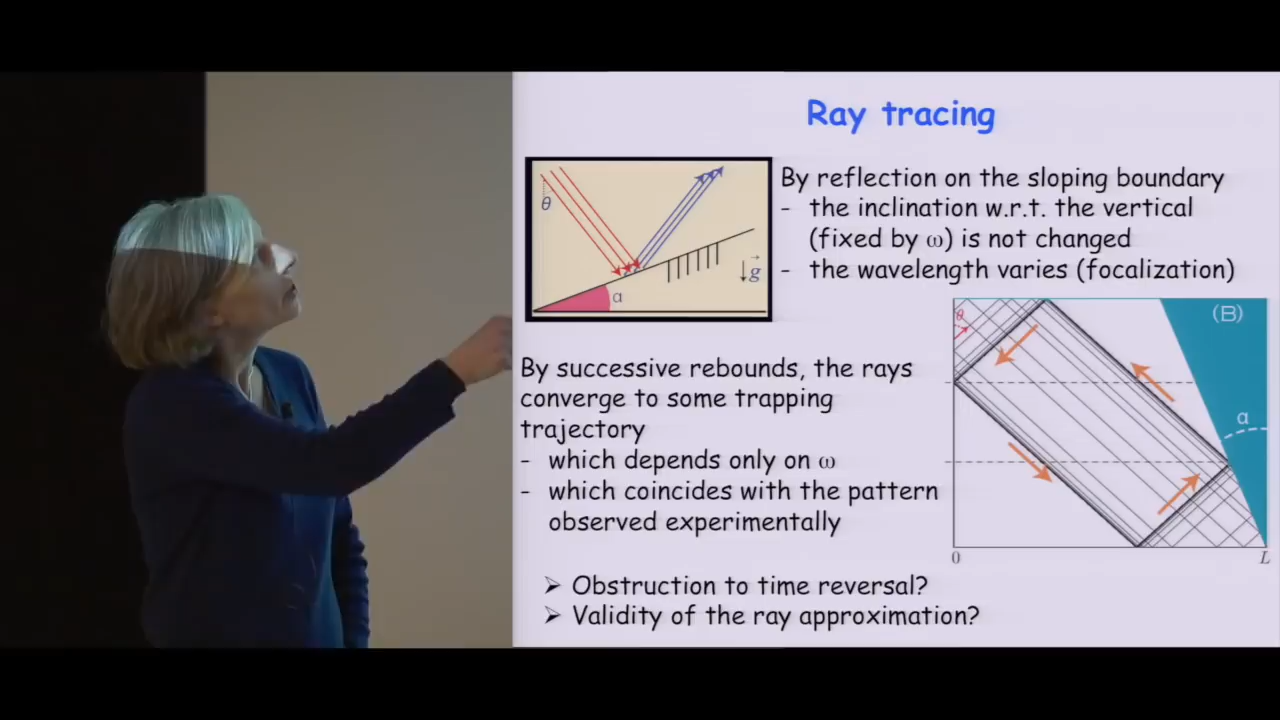 Ray tracing
θ
α
g
By reflection on the sloping boundary
- the inclination w.r.t. the vertical
(fixed by ω) is not changed
- the wavelength varies (focalization)
By successive rebounds, the rays
converge to some trapping
trajectory
- which depends only on ω
- which coincides with the pattern
observed experimentally
θ
(B)
α
0
L
➢ Obstruction to time reversal?
➢ Validity of the ray approximation?